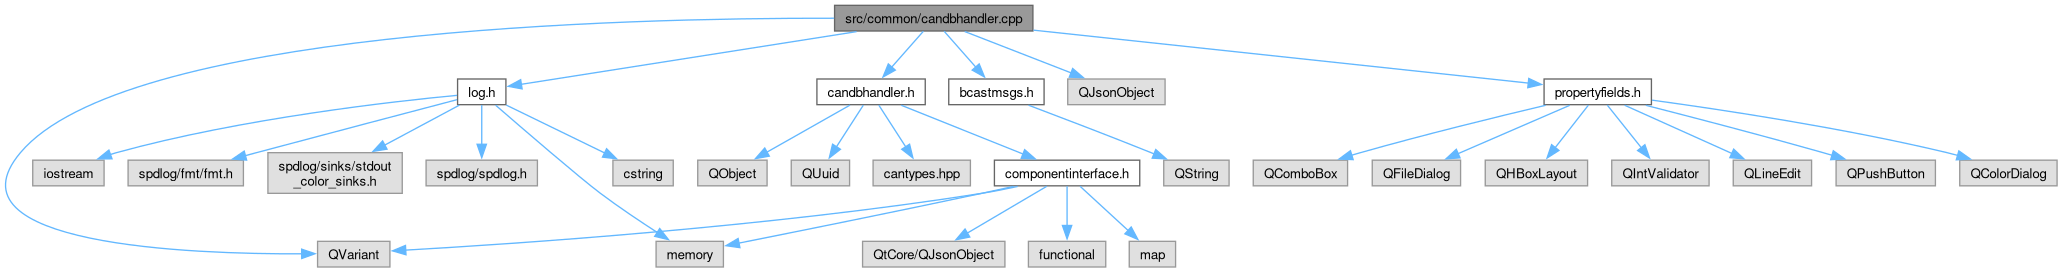 src/common/candbhandler.cpp
log.h
candbhandler.h
bcastmsgs.h
QJsonObject
propertyfields.h
iostream
spdlog/fmt/fmt.h
spdlog/sinks/stdout
_color_sinks.h
spdlog/spdlog.h
cstring
QObject
QUuid
cantypes.hpp
componentinterface.h
QString
QComboBox
QFileDialog
QHBoxLayout
QIntValidator
QLineEdit
QPushButton
QColorDialog
QVariant
memory
QtCore/QJsonObject
functional
map